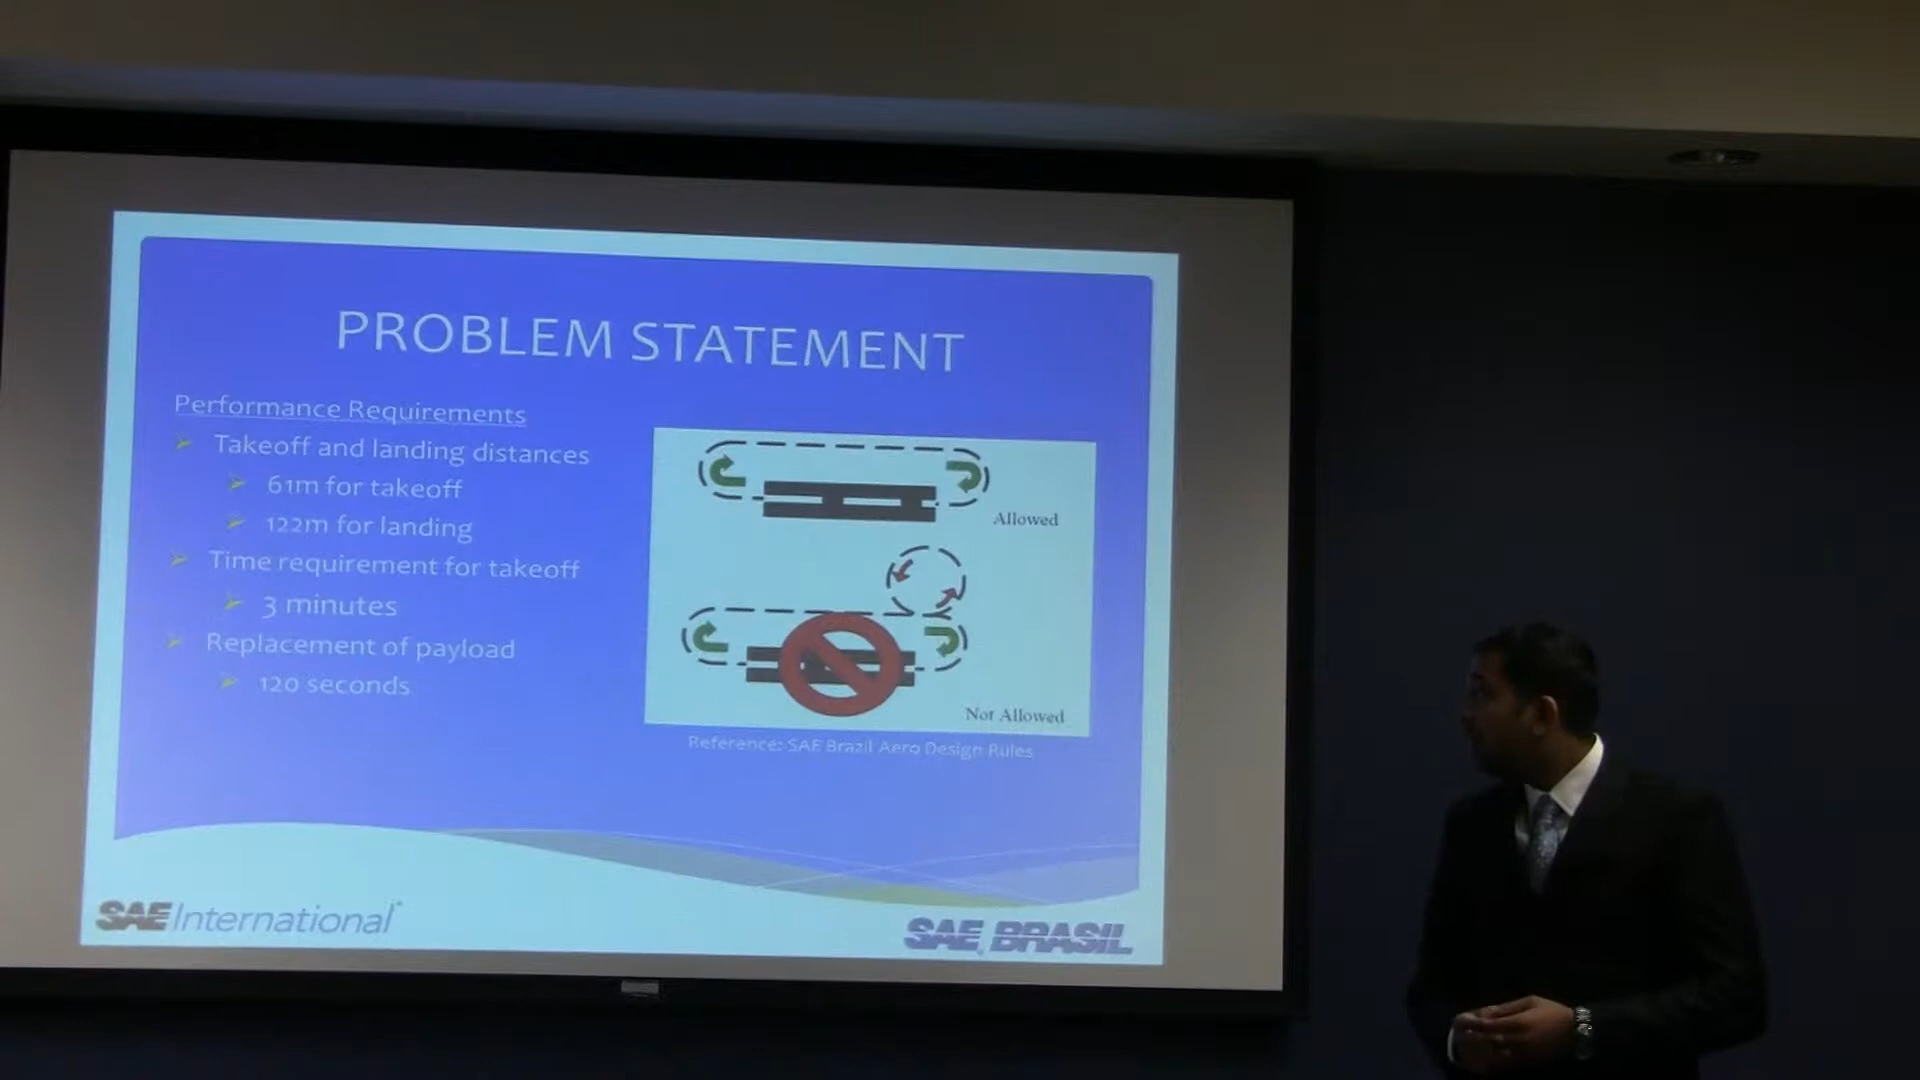 PROBLEM STATEMENT
Performance Requirements
Takeoff and landing distances
61m for takeoff
122m for landing
Time requirement for takeoff
3 minutes
Replacement of payload
120 seconds
Allowed
Not Allowed
Reference: SAE Brazil Aero Design Rules
SAE International
SAE BRASIL